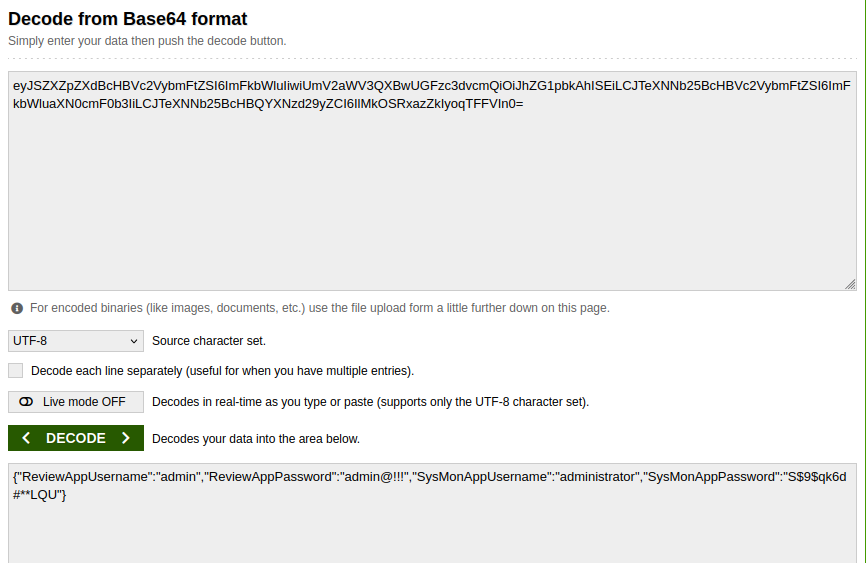 Decode from Base64 format
Simply enter your data then push the decode button.
eyJSZXZpZXdBcHBVc2VybmFtZSI6ImFkbWluIiwiUmV2aWV3QXBwUGFzc3dvcmQiOiJhZG1pbkAhISEiLCJTeXNNb25BcHBVc2VybmFtZSI6ImF
kbWluaXN0cmF0b3IiLCJTeXNNb25BcHBQYXNzd29yZCI6IlMkOSRxazZkIyoqTFFVIn0=
For encoded binaries (like images, documents, etc.) use the file upload form a little further down on this page.
UTF-8 Source character set.
Decode each line separately (useful for when you have multiple entries).
Live mode OFF Decodes in real-time as you type or paste (supports only the UTF-8 character set).
DECODE Decodes your data into the area below.
{"ReviewAppUsername":"admin","ReviewAppPassword":"admin@!!!","SysMonAppUsername":"administrator","SysMonAppPassword":"S$9$qk6d
#**LQU"}